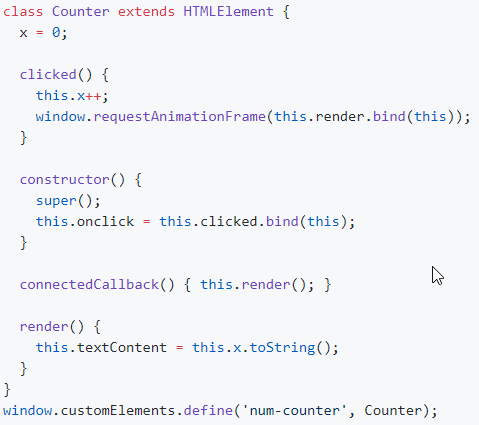 class Counter extends HTMLElement {
  x = 0;

  clicked() {
    this.x++;
    window.requestAnimationFrame(this.render.bind(this));
  }

  constructor() {
    super();
    this.onclick = this.clicked.bind(this);
  }

  connectedCallback() { this.render(); }

  render() {
    this.textContent = this.x.toString();
  }
}
window.customElements.define('num-counter', Counter);